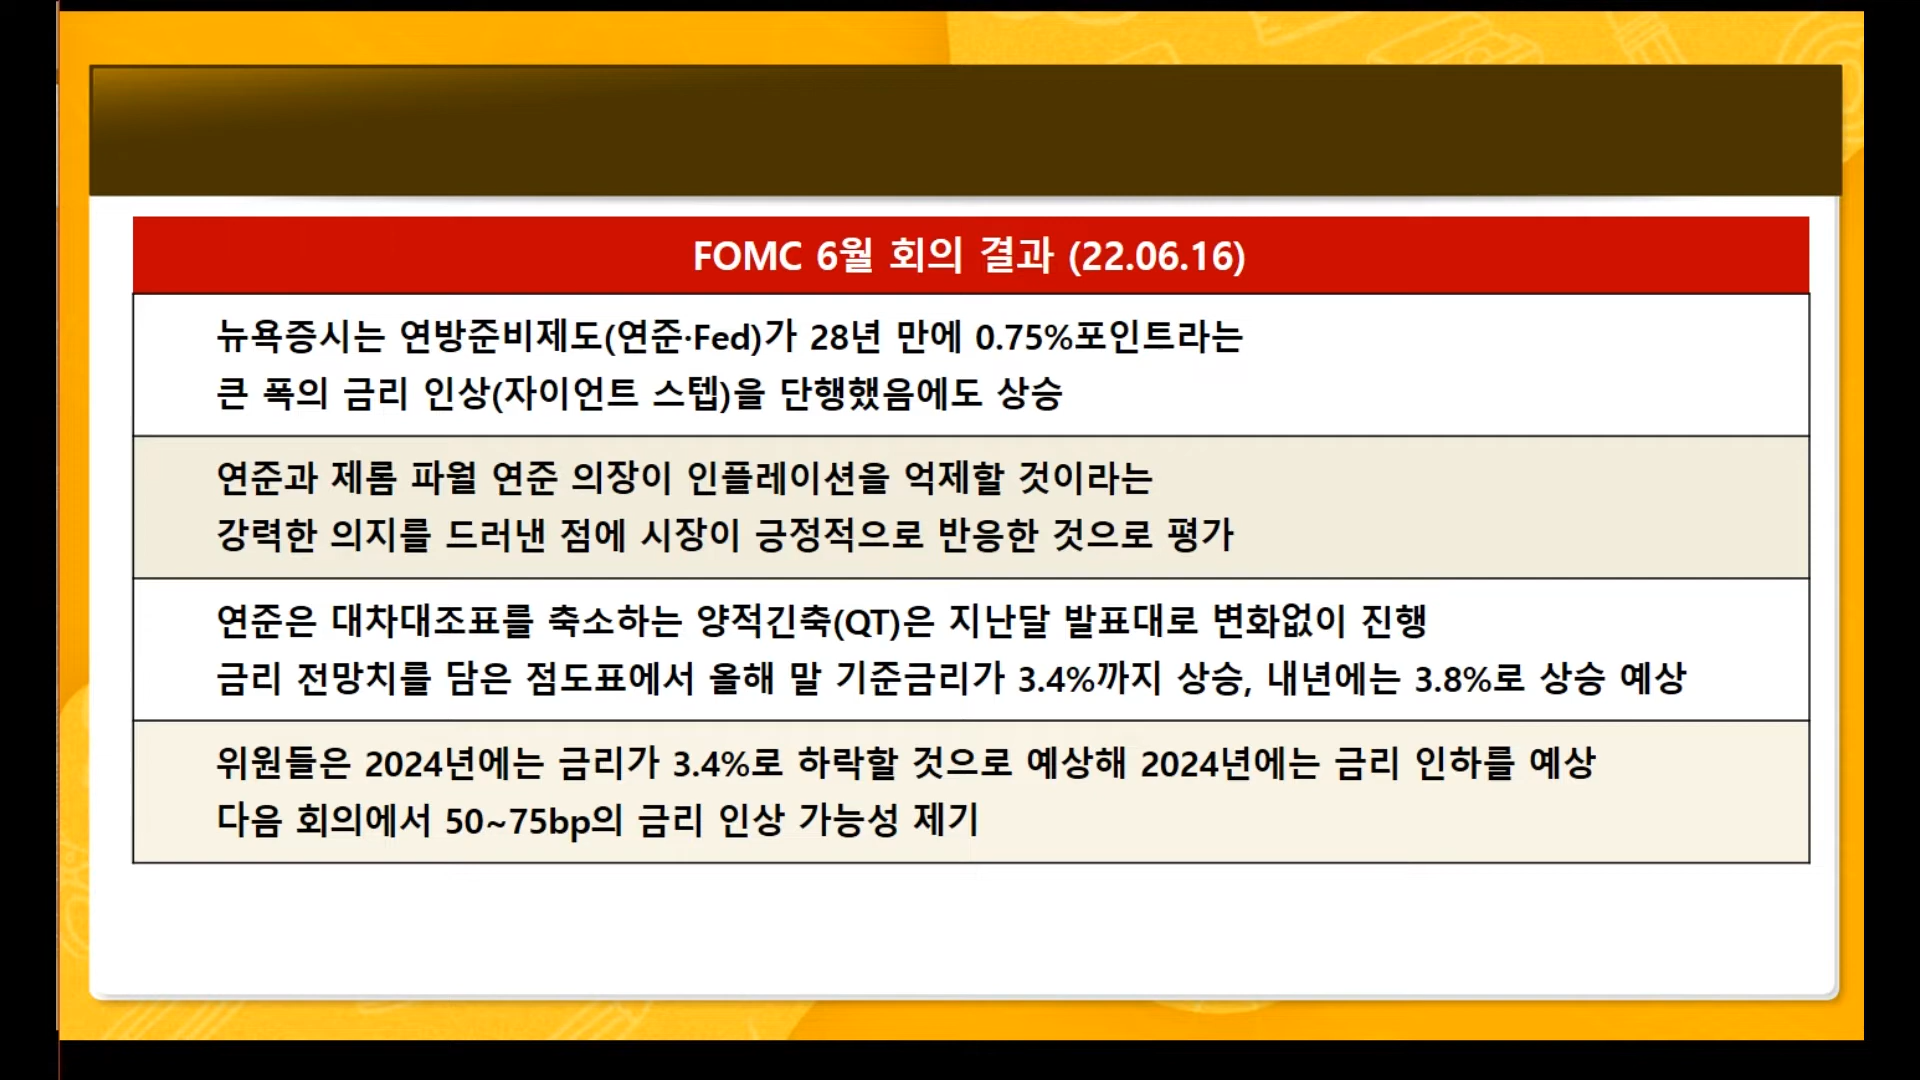 FOMC 6월 회의 결과 (22.06.16)
뉴욕증시는 연방준비제도(연준·Fed)가 28년 만에 0.75%포인트라는
큰 폭의 금리 인상(자이언트 스텝)을 단행했음에도 상승
연준과 제롬 파월 연준 의장이 인플레이션을 억제할 것이라는
강력한 의지를 드러낸 점에 시장이 긍정적으로 반응한 것으로 평가
연준은 대차대조표를 축소하는 양적긴축(QT)은 지난달 발표대로 변화없이 진행
금리 전망치를 담은 점도표에서 올해 말 기준금리가 3.4%까지 상승, 내년에는 3.8%로 상승 예상
위원들은 2024년에는 금리가 3.4%로 하락할 것으로 예상해 2024년에는 금리 인하를 예상
다음 회의에서 50~75bp의 금리 인상 가능성 제기